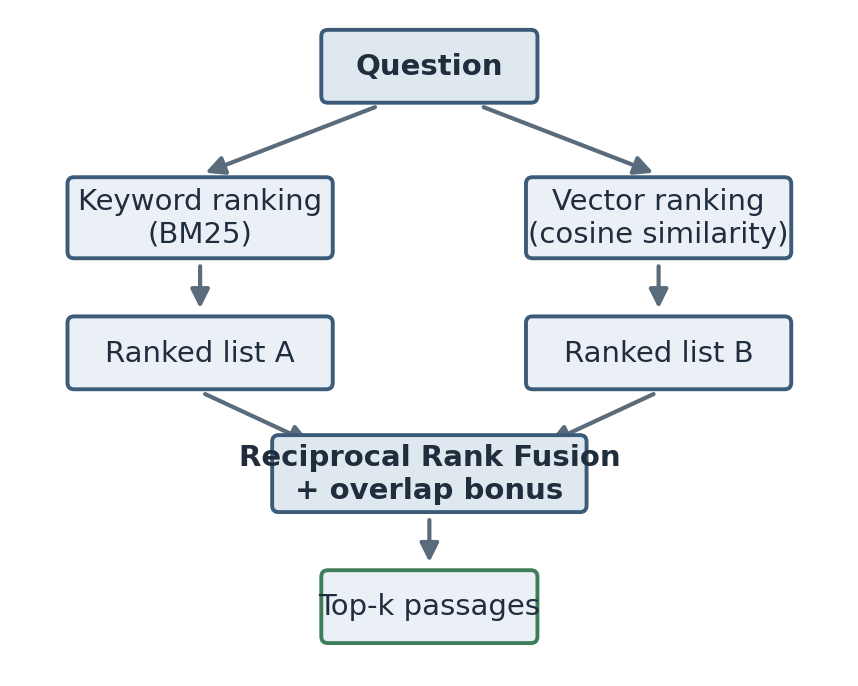 Question
Keyword ranking
(BM25)
Vector ranking
(cosine similarity)
Ranked list A
Ranked list B
Reciprocal Rank Fusion
+ overlap bonus
Top-k passages